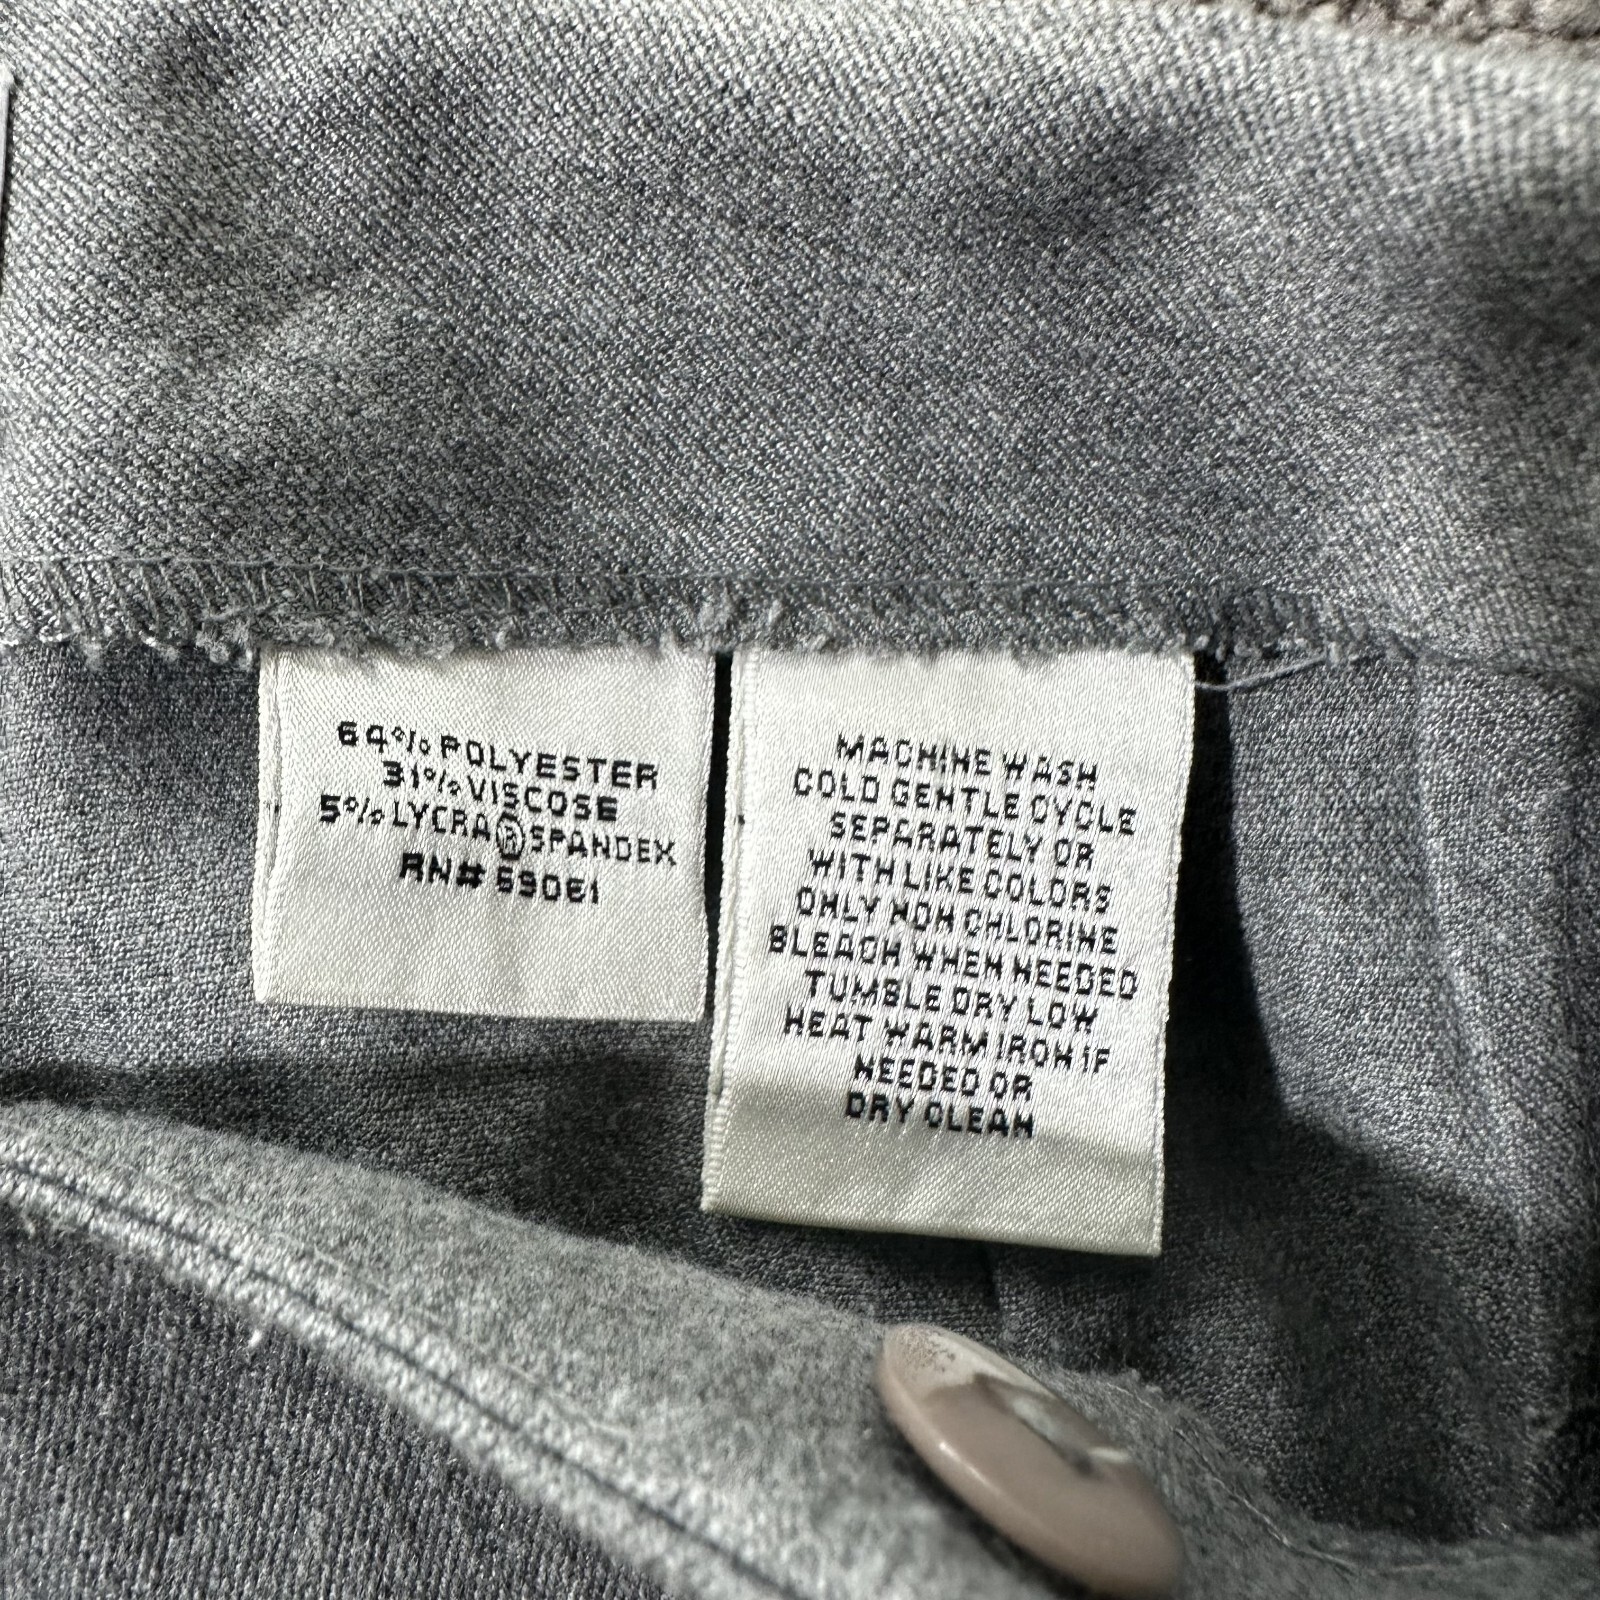 64% POLYESTER
31% VISCOSE
5% LYCRA® SPANDEX
RN# 59061
MACHINE WASH
COLD GENTLE CYCLE
SEPARATELY OR
WITH LIKE COLORS
ONLY NON CHLORINE
BLEACH WHEN NEEDED
TUMBLE DRY LOW
HEAT WARM IRON IF
NEEDED OR
DRY CLEAN